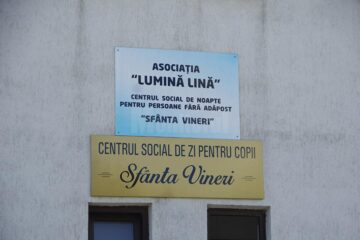 ASOCIAȚIA
“LUMINĂ LINĂ”
CENTRUL SOCIAL DE NOAPTE
PENTRU PERSOANE FĂRĂ ADĂPOST
“SFÂNTA VINERI”
CENTRUL SOCIAL DE ZI PENTRU COPII
Sfânta Vineri